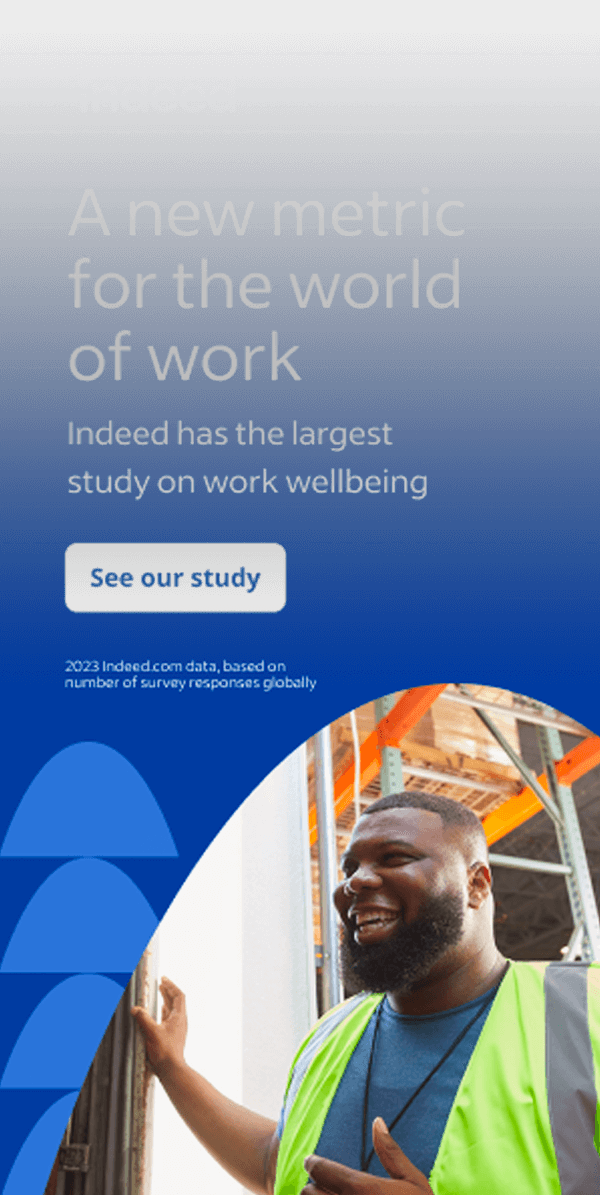 A new metric
for the world
of work
Indeed has the largest
study on work wellbeing
See our study
2023 Indeed.com data, based on
number of survey responses globally